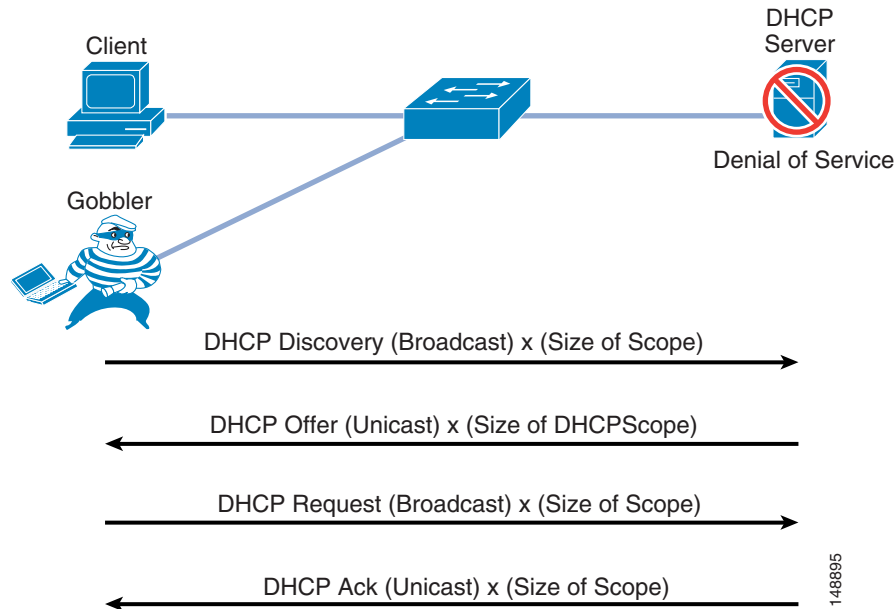 Client
DHCP
Server
Denial of Service
Gobbler
DHCP Discovery (Broadcast) x (Size of Scope)
DHCP Offer (Unicast) x (Size of DHCPScope)
DHCP Request (Broadcast) x (Size of Scope)
DHCP Ack (Unicast) x (Size of Scope)
148895